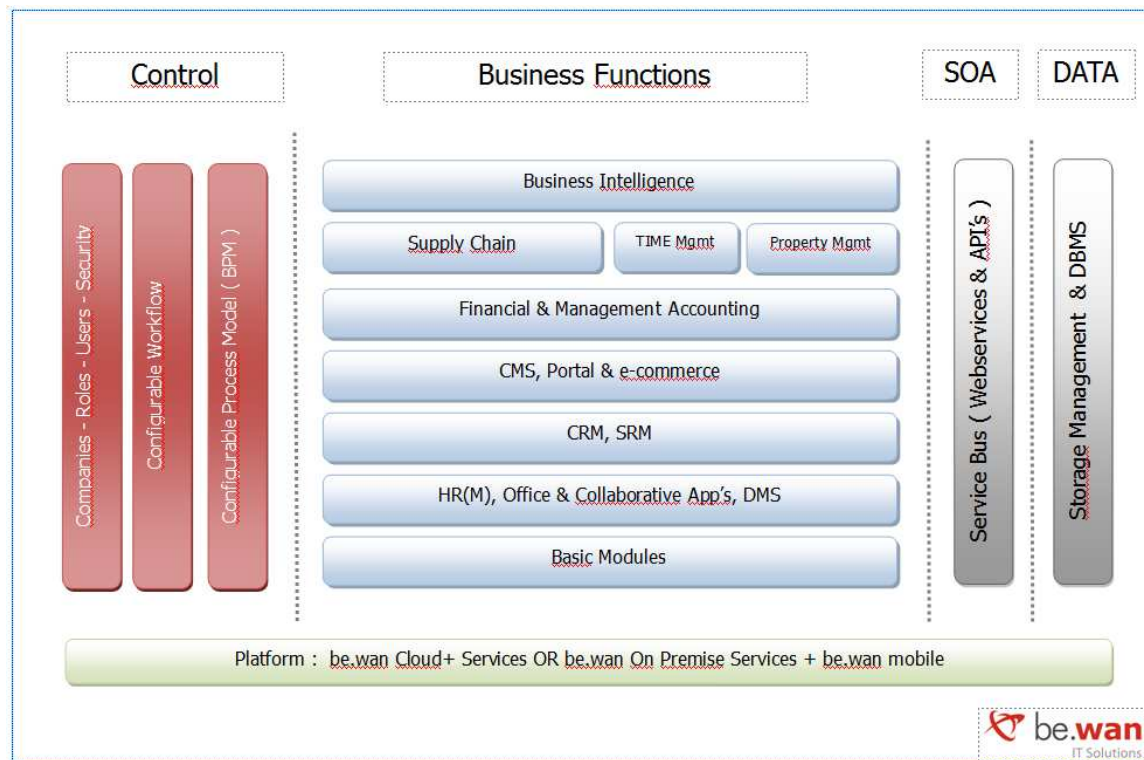 Control
Business Functions
SOA
DATA
Companies - Roles - Users - Security
Configurable Workflow
Configurable Process Model ( BPM )
Business Intelligence
Supply Chain
TIME Mgmt
Property Mgmt
Financial & Management Accounting
CMS, Portal & e-commerce
CRM, SRM
HR(M), Office & Collaborative App's, DMS
Basic Modules
Service Bus ( Webservices & API's )
Storage Management & DBMS
Platform : be.wan Cloud+ Services OR be.wan On Premise Services + be.wan mobile
be.wan
IT Solutions